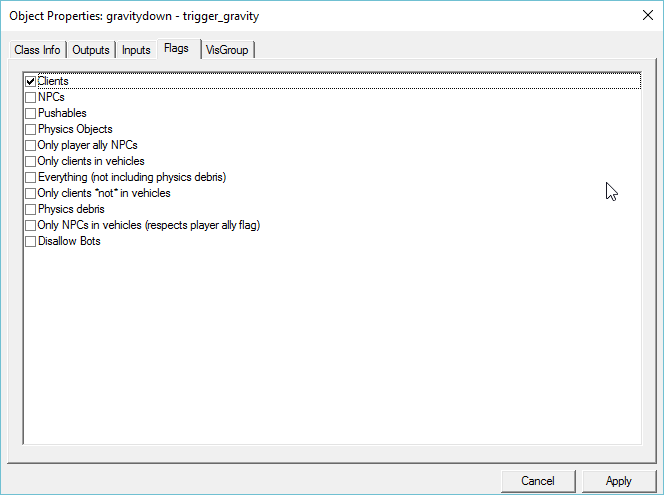 Object Properties: gravitydown - trigger_gravity
Class Info Outputs Inputs Flags VisGroup
Clients
NPCs
Pushables
Physics Objects
Only player ally NPCs
Only clients in vehicles
Everything (not including physics debris)
Only clients *not* in vehicles
Physics debris
Only NPCs in vehicles (respects player ally flag)
Disallow Bots
Cancel Apply